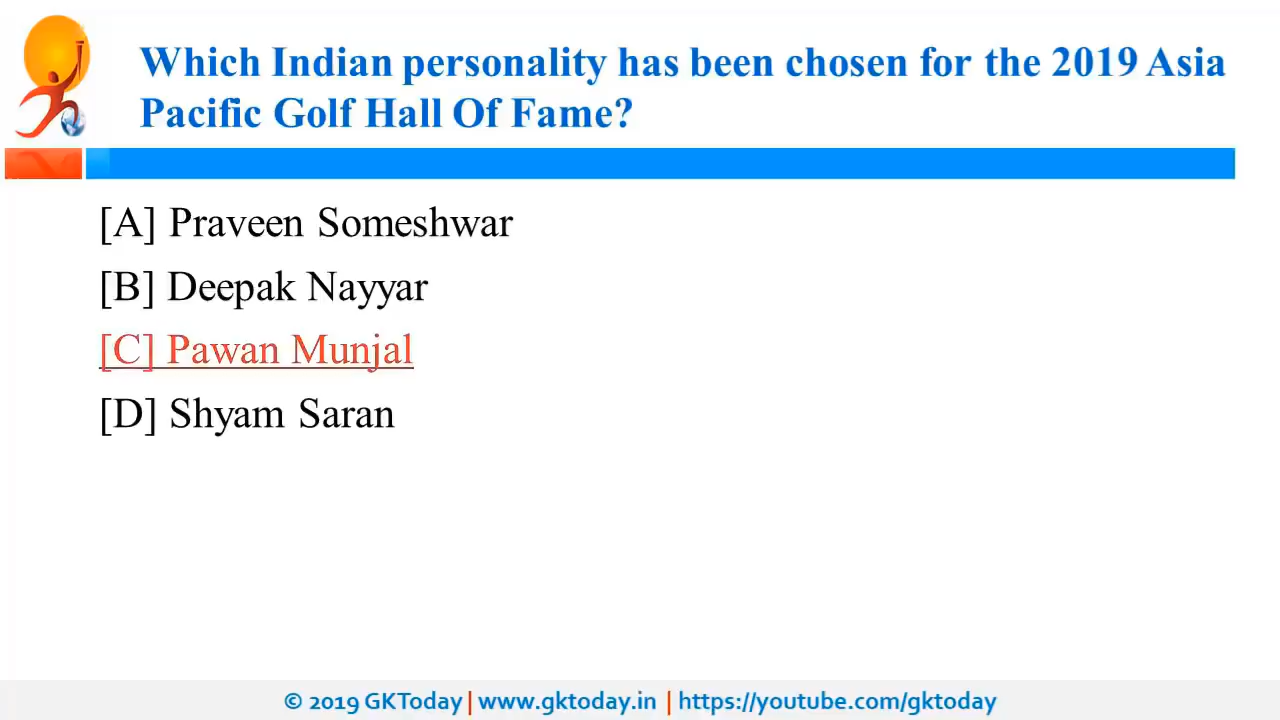 Which Indian personality has been chosen for the 2019 Asia
Pacific Golf Hall Of Fame?
[A] Praveen Someshwar
[B] Deepak Nayyar
[C] Pawan Munjal
[D] Shyam Saran
© 2019 GKToday | www.gktoday.in | https://youtube.com/gktoday